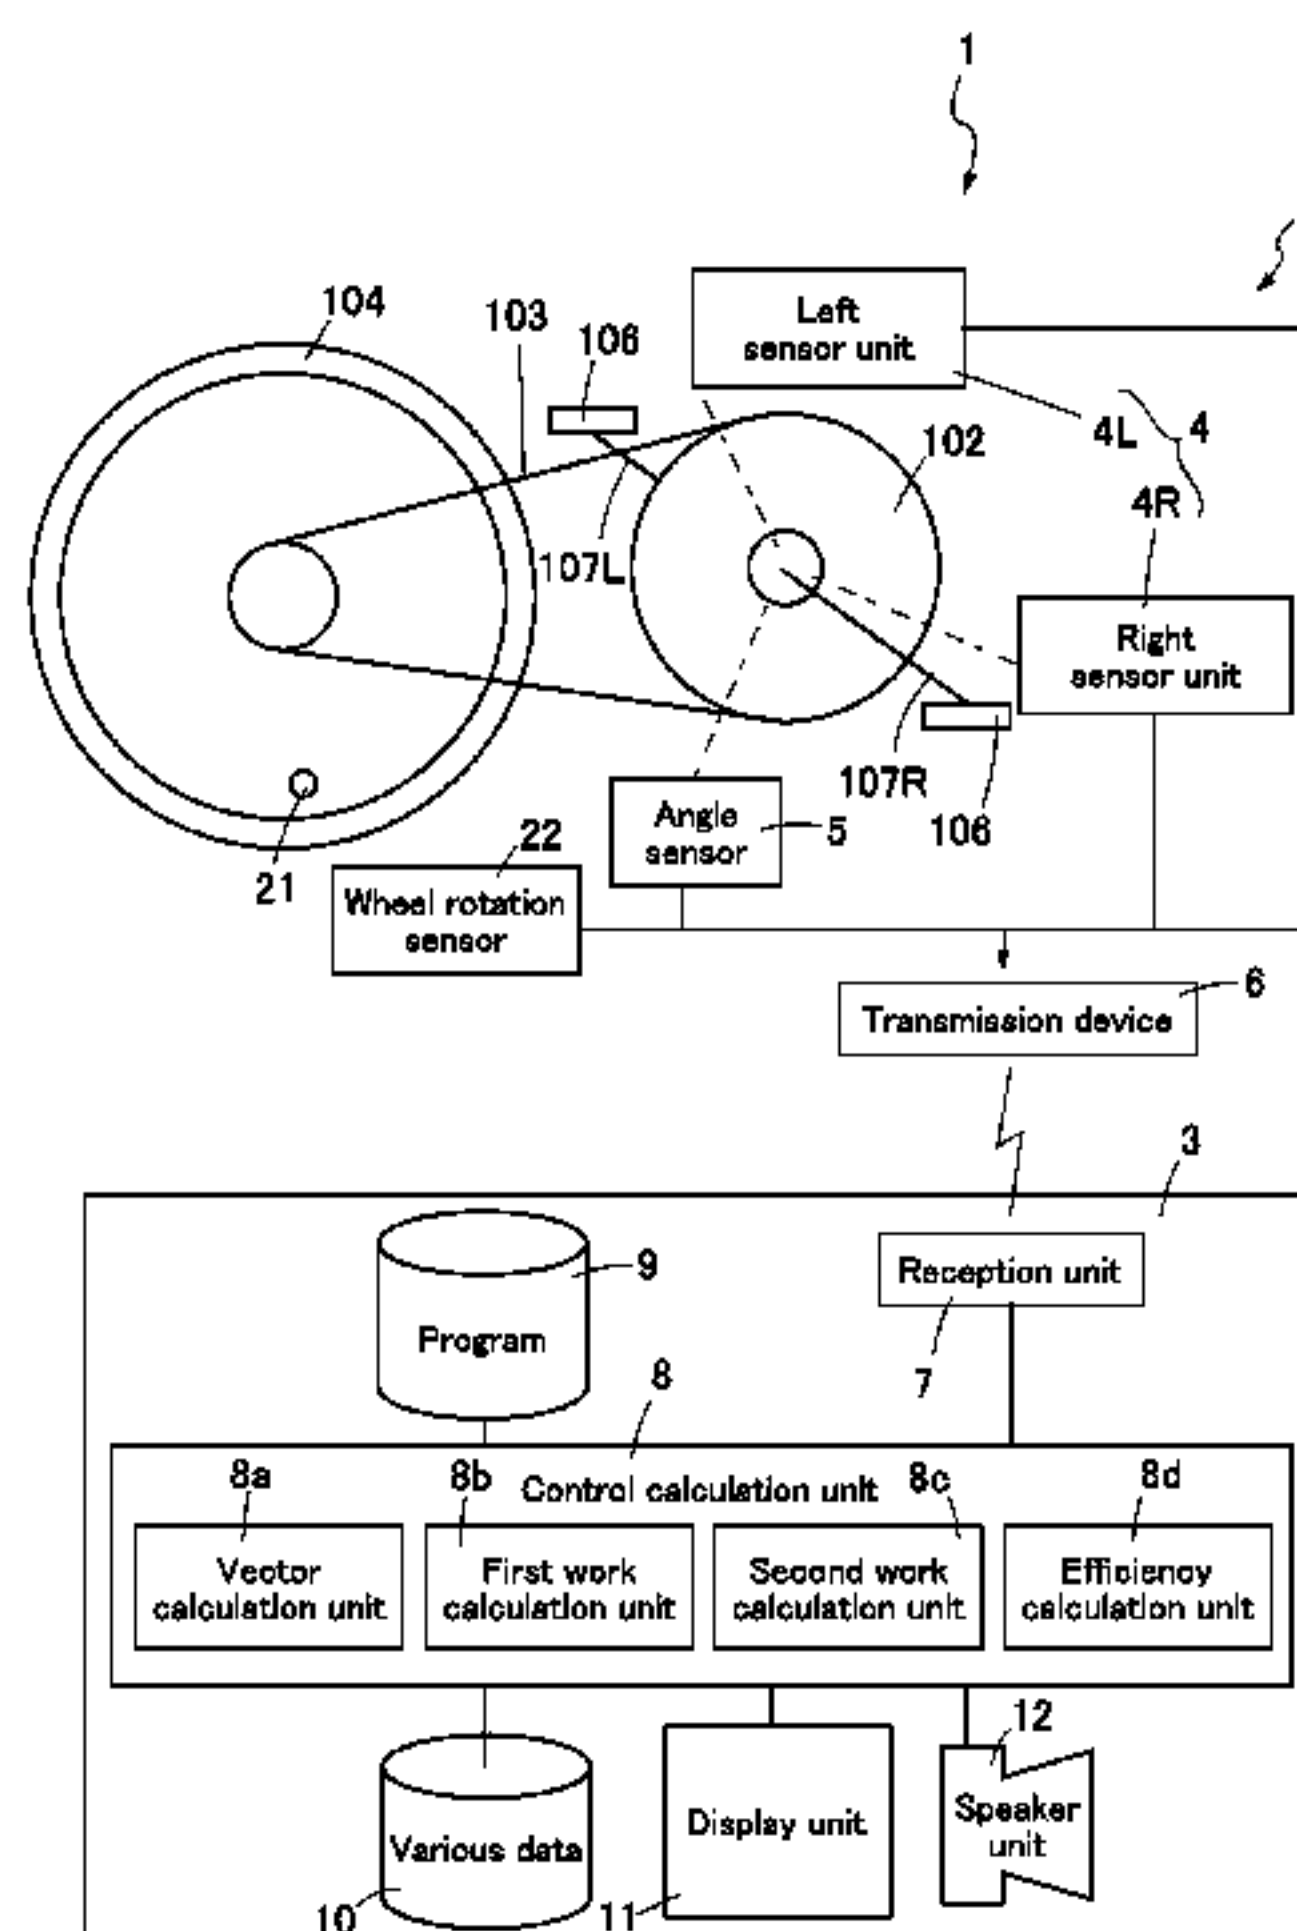 1
104
103
106
Left
sensor unit
4L
4
102
4R
107L
Right
sensor unit
107R
106
21
22
Angle
sensor
5
Wheel rotation
sensor
6
Transmission device
3
9
Program
Reception unit
7
8
8a
8b
Control calculation unit
8c
8d
Vector
calculation unit
First work
calculation unit
Second work
calculation unit
Efficiency
calculation unit
12
Speaker
unit
Display unit
Various data
10
11